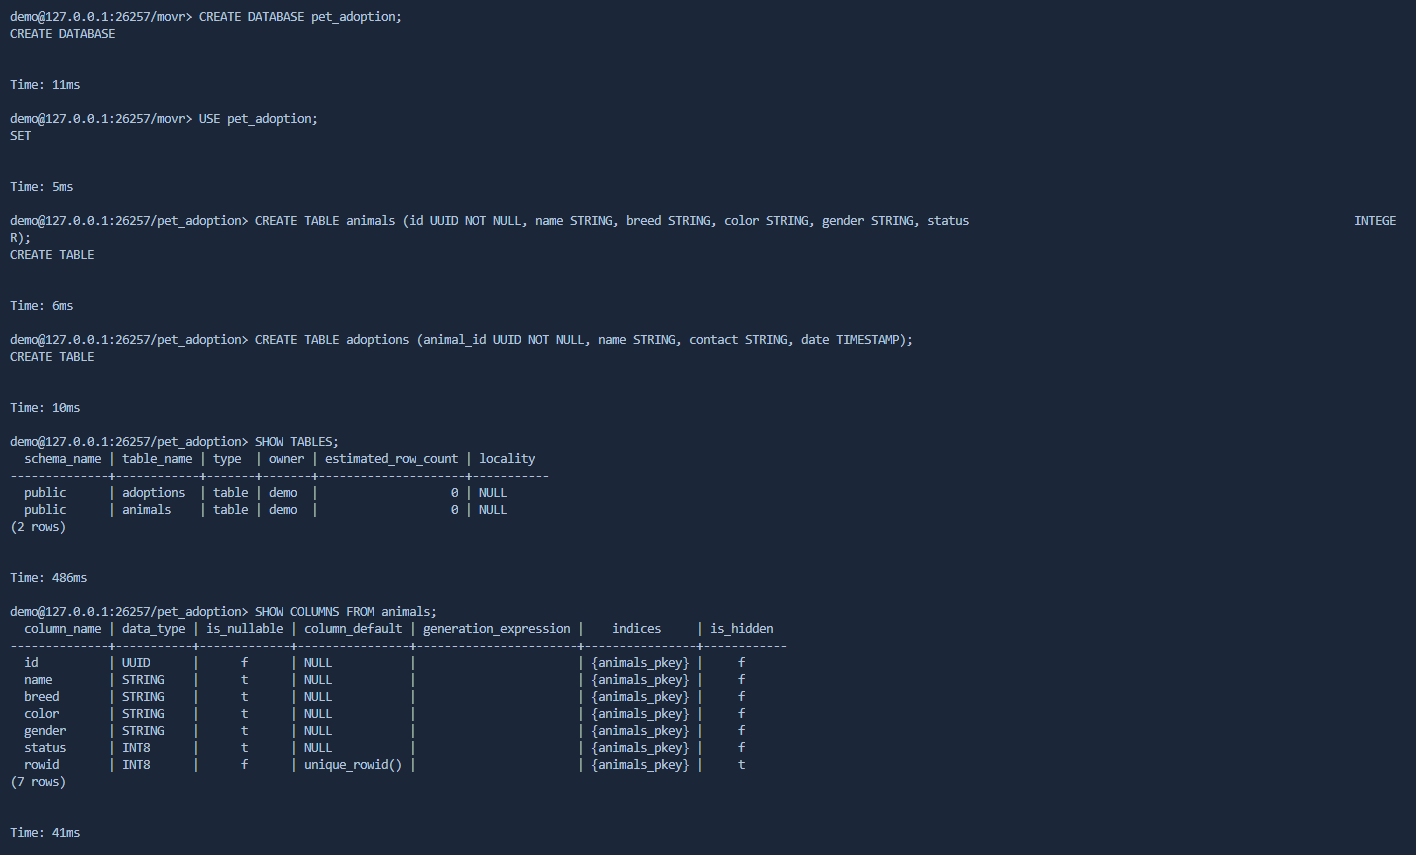 demo@127.0.0.1:26257/movr> CREATE DATABASE pet_adoption;
CREATE DATABASE
Time: 11ms
demo@127.0.0.1:26257/movr> USE pet_adoption;
SET
Time: 5ms
demo@127.0.0.1:26257/pet_adoption> CREATE TABLE animals (id UUID NOT NULL, name STRING, breed STRING, color STRING, gender STRING, status INTEGE
R);
CREATE TABLE
Time: 6ms
demo@127.0.0.1:26257/pet_adoption> CREATE TABLE adoptions (animal_id UUID NOT NULL, name STRING, contact STRING, date TIMESTAMP);
CREATE TABLE
Time: 10ms
demo@127.0.0.1:26257/pet_adoption> SHOW TABLES;
schema_name | table_name | type | owner | estimated_row_count | locality
--------------+------------+-------+-------+---------------------+-----------
public | adoptions | table | demo | 0 | NULL
public | animals | table | demo | 0 | NULL
(2 rows)
Time: 486ms
demo@127.0.0.1:26257/pet_adoption> SHOW COLUMNS FROM animals;
column_name | data_type | is_nullable | column_default | generation_expression | indices | is_hidden
--------------+-----------+-------------+----------------+-----------------------+----------------+------------
id | UUID | f | NULL | | {animals_pkey} | f
name | STRING | t | NULL | | {animals_pkey} | f
breed | STRING | t | NULL | | {animals_pkey} | f
color | STRING | t | NULL | | {animals_pkey} | f
gender | STRING | t | NULL | | {animals_pkey} | f
status | INT8 | t | NULL | | {animals_pkey} | f
rowid | INT8 | f | unique_rowid() | | {animals_pkey} | t
(7 rows)
Time: 41ms